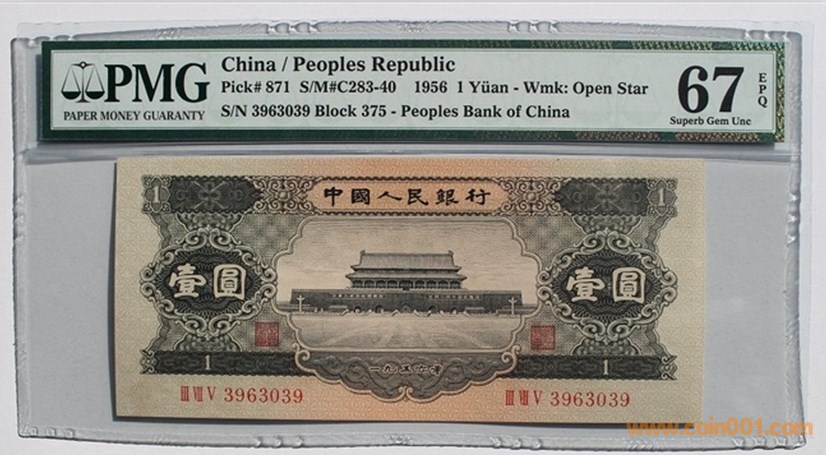 PMG
PAPER MONEY GUARANTY
China / Peoples Republic
Pick# 871 S/M#C283-40 1956 1 Yüan - Wmk: Open Star
S/N 3963039 Block 375 - Peoples Bank of China
67 EPQ
Superb Gem Unc
中國人民銀行
1 1
壹圓 壹圓
1 1
一九五六年
III VII V 3963039 III VII V 3963039
www.coin001.com